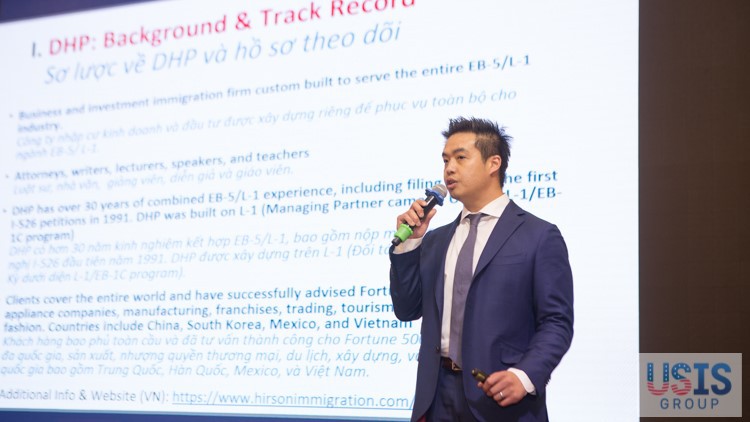 I. DHP: Background & Track Record
Sơ lược về DHP và hồ sơ theo dõi
• Business and investment immigration firm custom built to serve the entire EB-5/L-1
industry.
Công ty nhập cư kinh doanh và đầu tư được xây dựng riêng để phục vụ toàn bộ cho
ngành EB-5/ L-1.
• Attorneys, writers, lecturers, speakers, and teachers
Luật sư, nhà văn, giảng viên, diễn giả và giáo viên.
• DHP has over 30 years of combined EB-5/L-1 experience, including filing the first
I-526 petitions in 1991. DHP was built on L-1 (Managing Partner L-1/EB-
1C program)
DHP có hơn 30 năm kinh nghiệm kết hợp EB-5/L-1, bao gồm nộp
nghị I-526 đầu tiên năm 1991. DHP được xây dựng trên L-1 (Đối
Kỳ dưới diện L-1/EB-1C program).
Clients cover the entire world and have successfully advised
appliance companies, manufacturing, franchises, trading, tourism
fashion. Countries include China, South Korea, Mexico, and Vietnam
Khách hàng bao phủ toàn cầu và đã tư vấn thành công cho Fortune
đa quốc gia, sản xuất, nhượng quyền thương mại, du lịch, xây dựng,
quốc gia bao gồm Trung Quốc, Hàn Quốc, Mexico, và Việt Nam.
Additional Info & Website (VN): https://www.hirsonimmigration.com/
USIS
GROUP